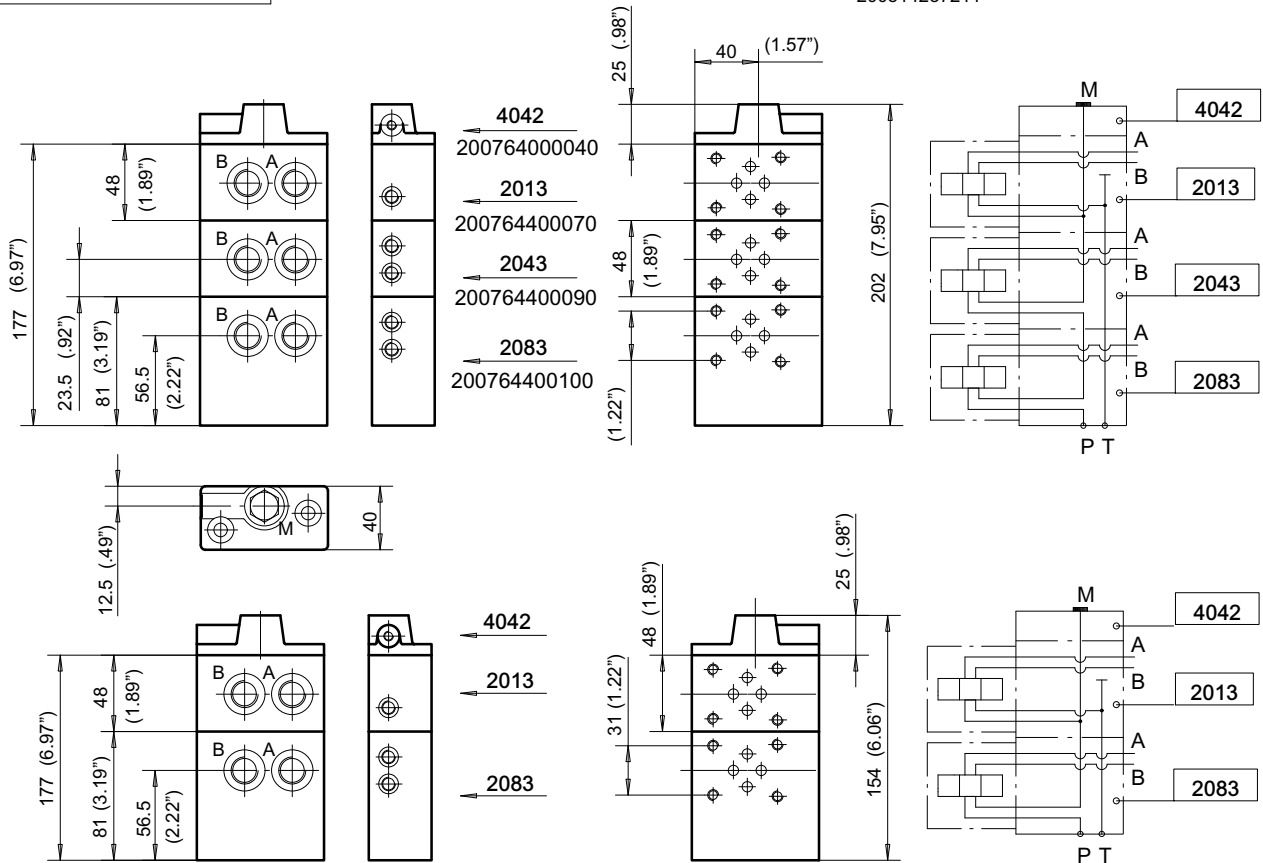 25 (.98”)
40
(1.57”)
M
4042
4042
200764000040
A
B
2013
B A
48
(1.89”)
2013
200764400070
A
B
2043
B A
2043
200764400090
48
(1.89”)
202 (7.95”)
A
B
2083
B A
2083
200764400100
177 (6.97”)
23.5 (.92”)
81 (3.19”)
56.5
(2.22”)
(1.22”)
P T
M
40
12.5 (.49”)
25 (.98”)
48 (1.89”)
M
4042
4042
A
B
2013
B A
48
(1.89”)
2013
31 (1.22”)
154 (6.06”)
A
B
2083
B A
2083
177 (6.97”)
81 (3.19”)
56.5
(2.22”)
P T